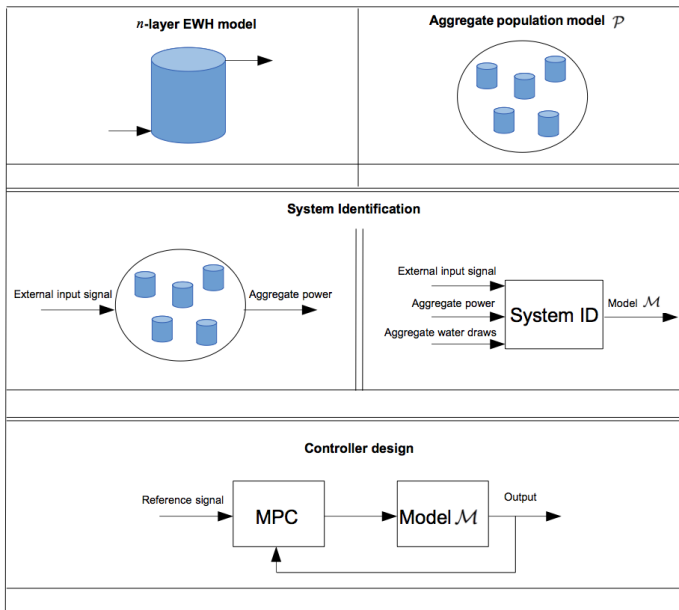 n-layer EWH model
Aggregate population model 𝒫
System Identification
External input signal
Aggregate power
External input signal
Aggregate power
Aggregate water draws
System ID
Model ℳ
Controller design
Reference signal
MPC
Model ℳ
Output